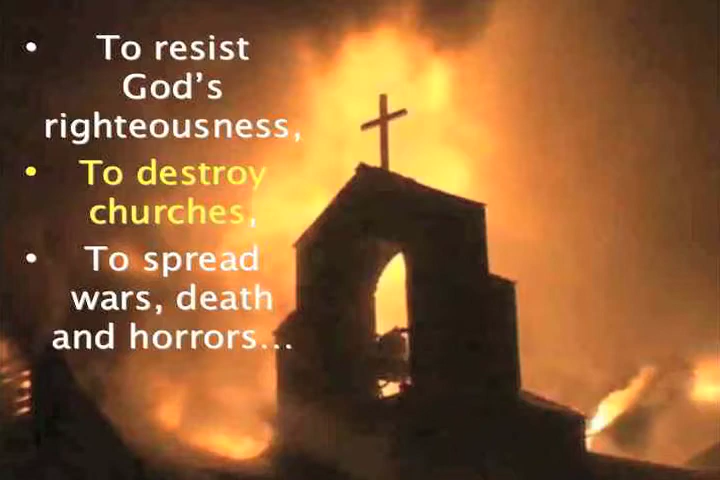 • To resist
God's
righteousness,
• To destroy
churches,
• To spread
wars, death
and horrors...